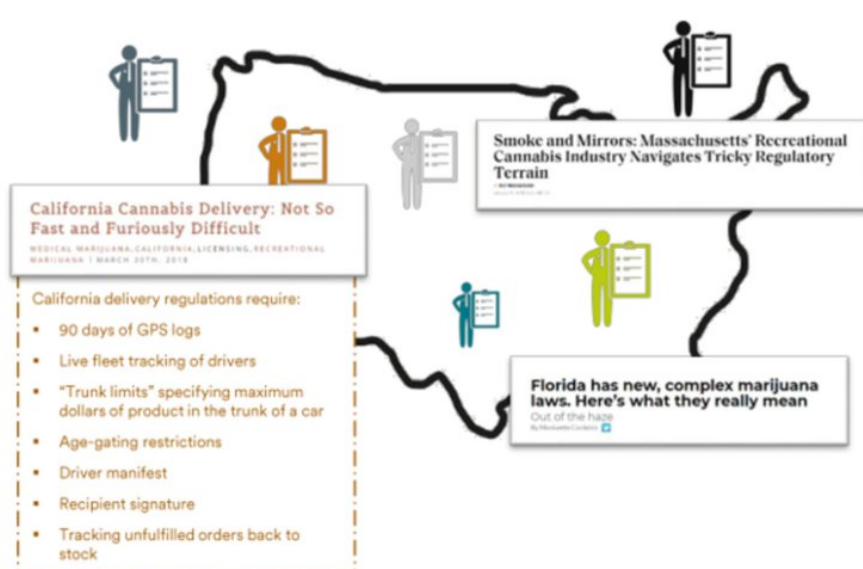 Smoke and Mirrors: Massachusetts' Recreational
Cannabis Industry Navigates Tricky Regulatory
Terrain
California Cannabis Delivery: Not So
Fast and Furiously Difficult
MEDICAL MARIJUANA, CALIFORNIA, LICENSING, RECREATIONAL
MARIJUANA | MARCH 20TH, 2018
California delivery regulations require:
▪ 90 days of GPS logs
▪ Live fleet tracking of drivers
▪ "Trunk limits" specifying maximum
dollars of product in the trunk of a car
▪ Age-gating restrictions
▪ Driver manifest
▪ Recipient signature
▪ Tracking unfulfilled orders back to
stock
Florida has new, complex marijuana
laws. Here's what they really mean
Out of the haze
By